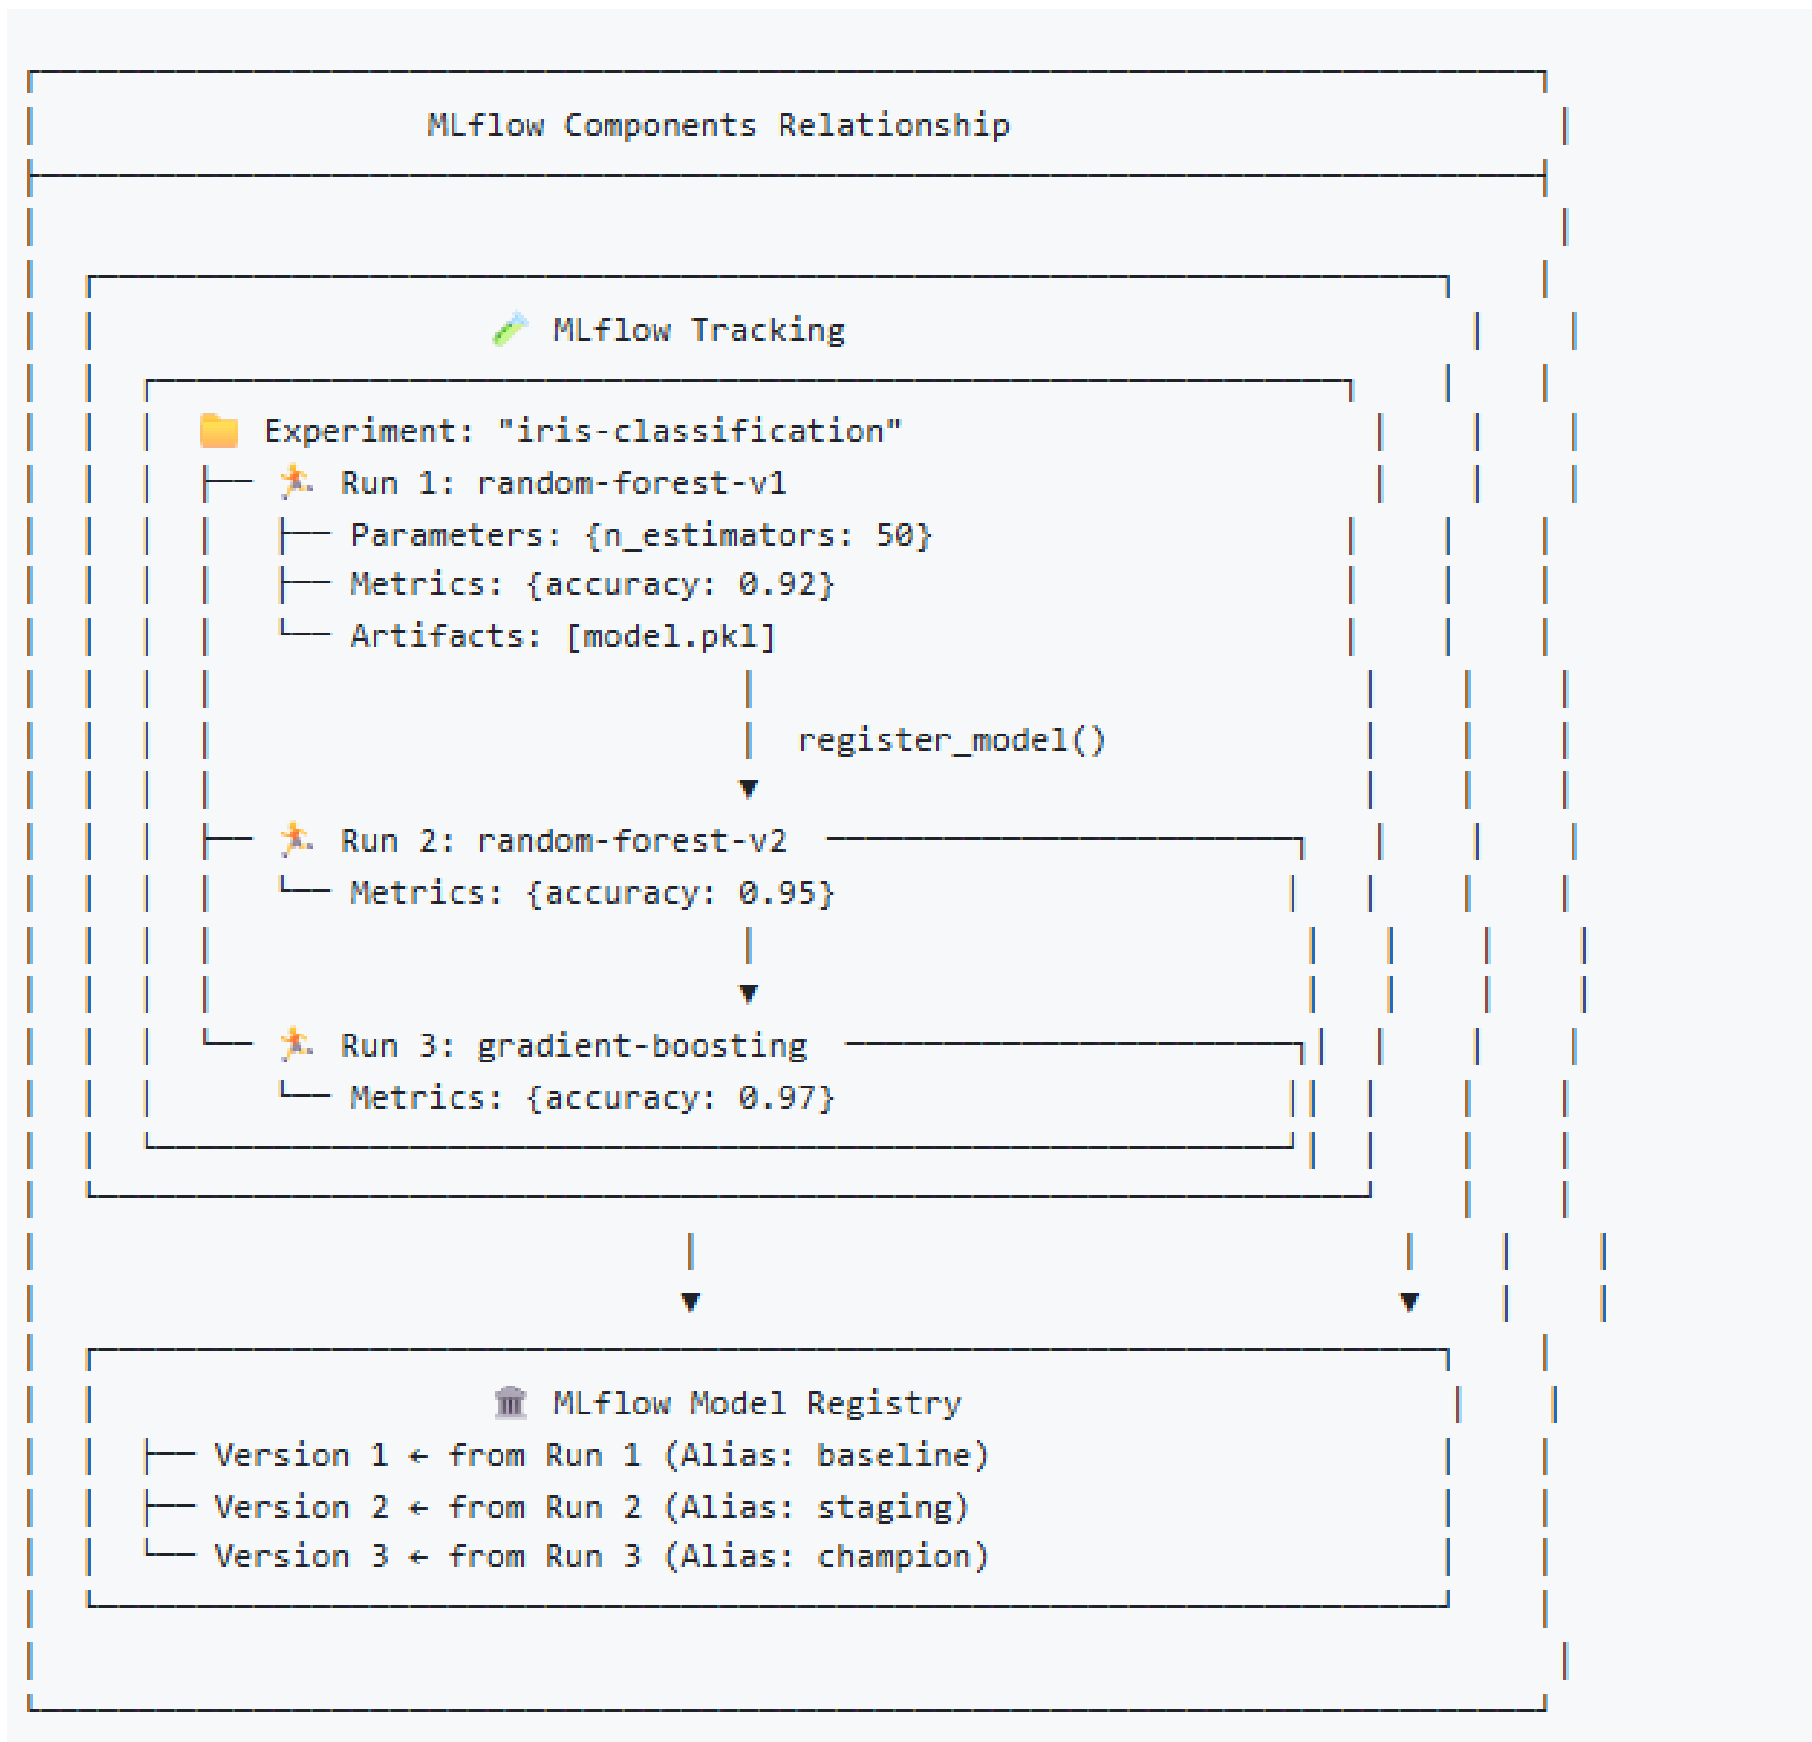 MLflow Components Relationship
🧪 MLflow Tracking
📁 Experiment: "iris-classification"
├── 🏃 Run 1: random-forest-v1
├── Parameters: {n_estimators: 50}
├── Metrics: {accuracy: 0.92}
└── Artifacts: [model.pkl]
register_model()
▼
├── 🏃 Run 2: random-forest-v2
└── Metrics: {accuracy: 0.95}
▼
└── 🏃 Run 3: gradient-boosting
└── Metrics: {accuracy: 0.97}
▼ ▼
🏛️ MLflow Model Registry
├── Version 1 ← from Run 1 (Alias: baseline)
├── Version 2 ← from Run 2 (Alias: staging)
└── Version 3 ← from Run 3 (Alias: champion)